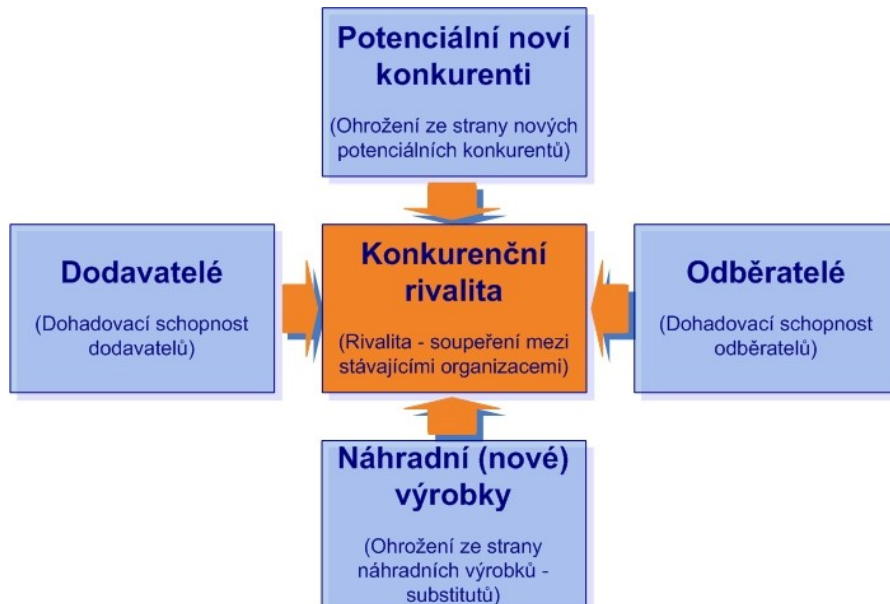 Potenciální noví
konkurenti
(Ohrožení ze strany nových
potenciálních konkurentů)
Dodavatelé
(Dohadovací schopnost
dodavatelů)
Konkurenční
rivalita
(Rivalita - soupeření mezi
stávajícími organizacemi)
Odběratelé
(Dohadovací schopnost
odběratelů)
Náhradní (nové)
výrobky
(Ohrožení ze strany
náhradních výrobků -
substitutů)